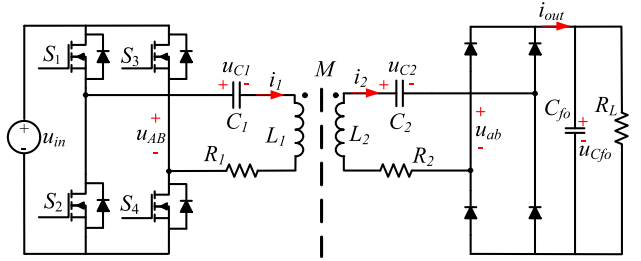 i_out
S_1 S_3 u_C1 i_1 M i_2 u_C2
+ - + -
+ u_in - + u_AB - C_1 L_1 L_2 C_2 + u_ab - C_fo + u_Cfo - R_L
R_1 R_2
S_2 S_4